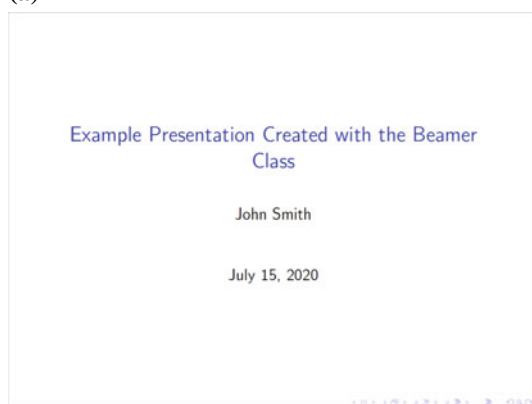 Example Presentation Created with the Beamer
Class
John Smith
July 15, 2020